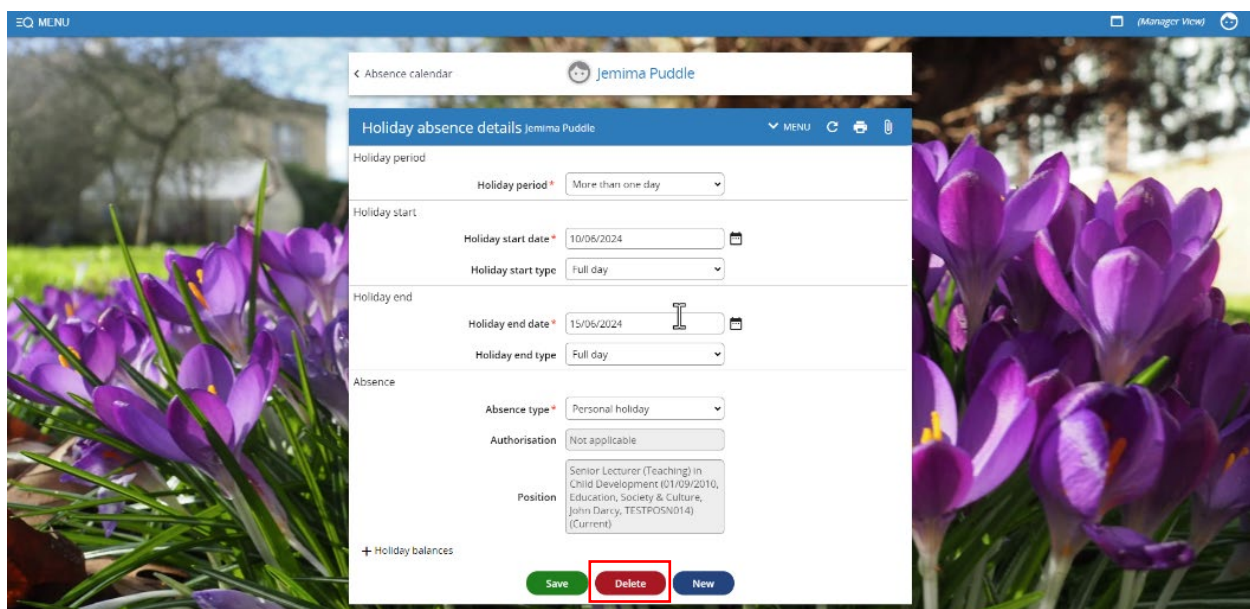 MENU
(Manager View)
Absence calendar
Jemima Puddle
Holiday absence details Jemima Puddle
MENU
Holiday period
Holiday period* More than one day
Holiday start
Holiday start date* 10/06/2024
Holiday start type Full day
Holiday end
Holiday end date* 15/06/2024
Holiday end type Full day
Absence
Absence type* Personal holiday
Authorisation Not applicable
Senior Lecturer (Teaching) in
Child Development (01/09/2010,
Position Education, Society & Culture,
John Darcy, TESTPOSN014)
(Current)
+ Holiday balances
Save Delete New